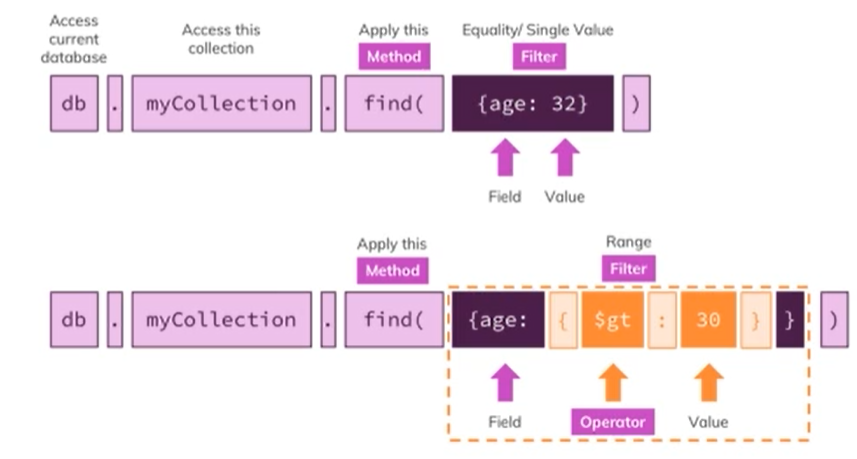 Access
current
database
Access this
collection
Apply this
Method
Equality/ Single Value
Filter
db . myCollection . find( {age: 32} )
Field Value
Apply this
Method
Range
Filter
db . myCollection . find( {age: { $gt : 30 } } )
Field Operator Value